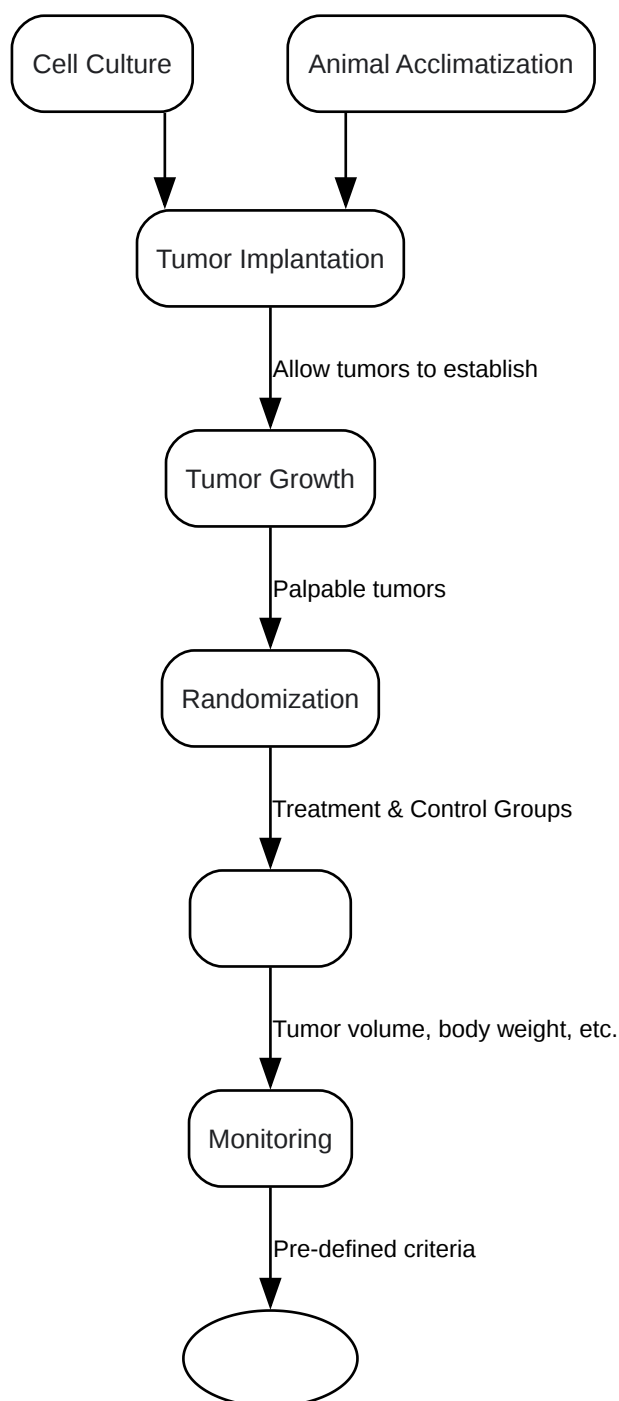 Cell Culture
Animal Acclimatization
Tumor Implantation
Allow tumors to establish
Tumor Growth
Palpable tumors
Randomization
Treatment & Control Groups
Tumor volume, body weight, etc.
Monitoring
Pre-defined criteria